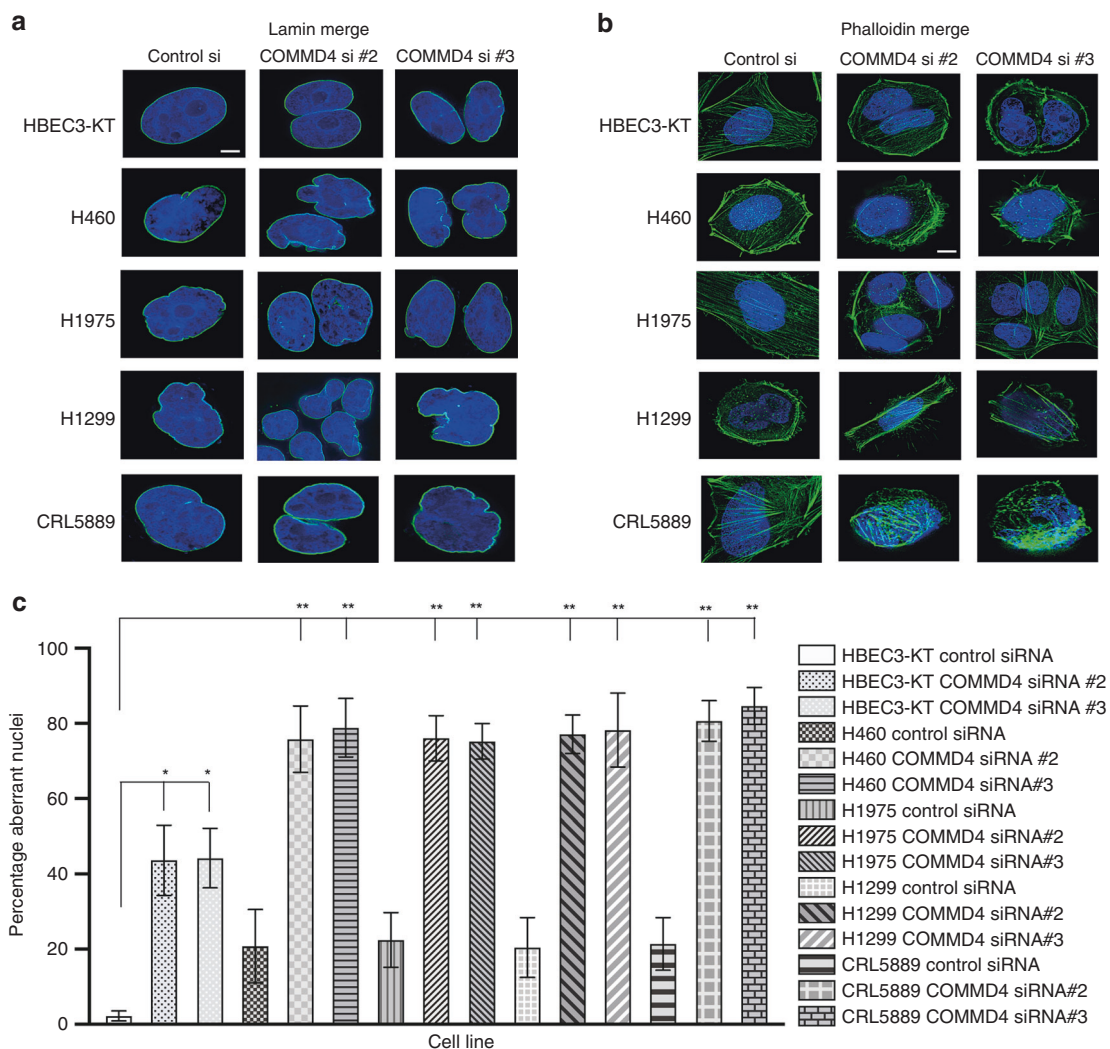 a
Lamin merge
Control si
COMMD4 si #2
COMMD4 si #3
HBEC3-KT
H460
H1975
H1299
CRL5889
b
Phalloidin merge
Control si
COMMD4 si #2
COMMD4 si #3
HBEC3-KT
H460
H1975
H1299
CRL5889
c
** ** ** ** ** ** ** **
* *
100
80
60
40
20
0
Percentage aberrant nuclei
Cell line
HBEC3-KT control siRNA
HBEC3-KT COMMD4 siRNA #2
HBEC3-KT COMMD4 siRNA #3
H460 control siRNA
H460 COMMD4 siRNA #2
H460 COMMD4 siRNA#3
H1975 control siRNA
H1975 COMMD4 siRNA#2
H1975 COMMD4 siRNA#3
H1299 control siRNA
H1299 COMMD4 siRNA#2
H1299 COMMD4 siRNA#3
CRL5889 control siRNA
CRL5889 COMMD4 siRNA#2
CRL5889 COMMD4 siRNA#3